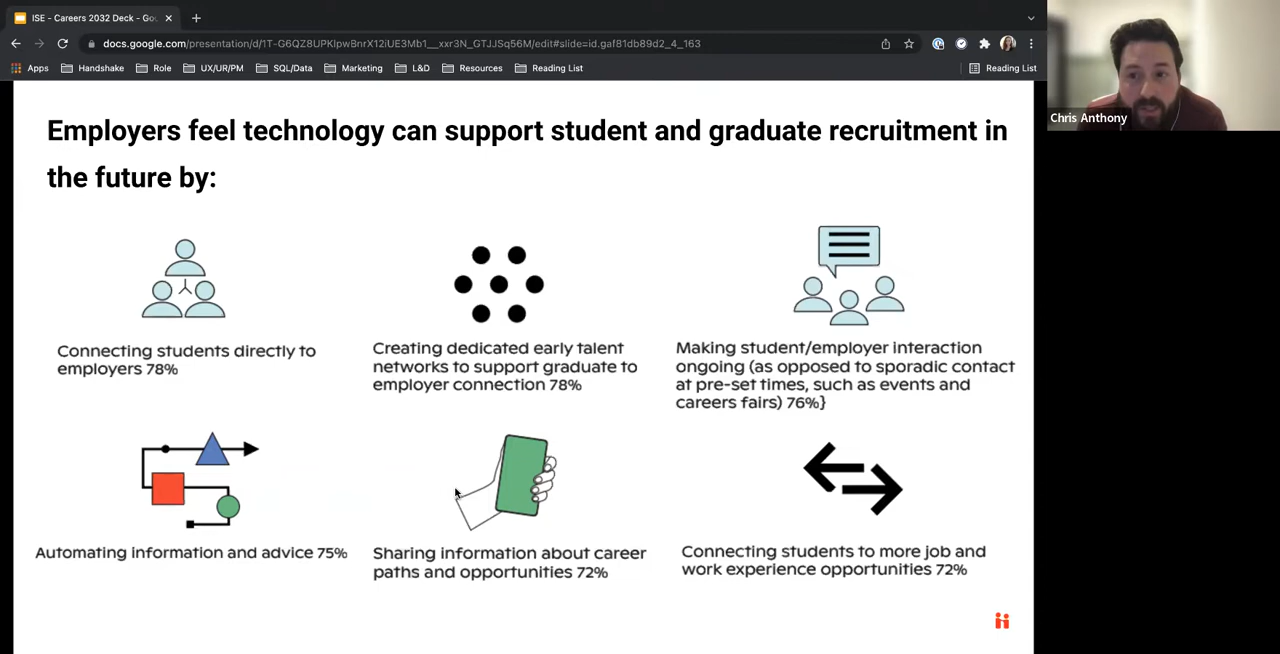 ISE - Careers 2032 Deck - Go
docs.google.com/presentation/d/1T-G6QZ8UPKlpwBnrX12iUE3Mb1__xxr3N_GTJJSq56M/edit#slide=id.gaf81db89d2_4_163
Apps Handshake Role UX/UR/PM SQL/Data Marketing L&D Resources Reading List Reading List
Chris Anthony
Employers feel technology can support student and graduate recruitment in
the future by:
Connecting students directly to
employers 78%
Creating dedicated early talent
networks to support graduate to
employer connection 78%
Making student/employer interaction
ongoing (as opposed to sporadic contact
at pre-set times, such as events and
careers fairs) 76%}
Automating information and advice 75%
Sharing information about career
paths and opportunities 72%
Connecting students to more job and
work experience opportunities 72%